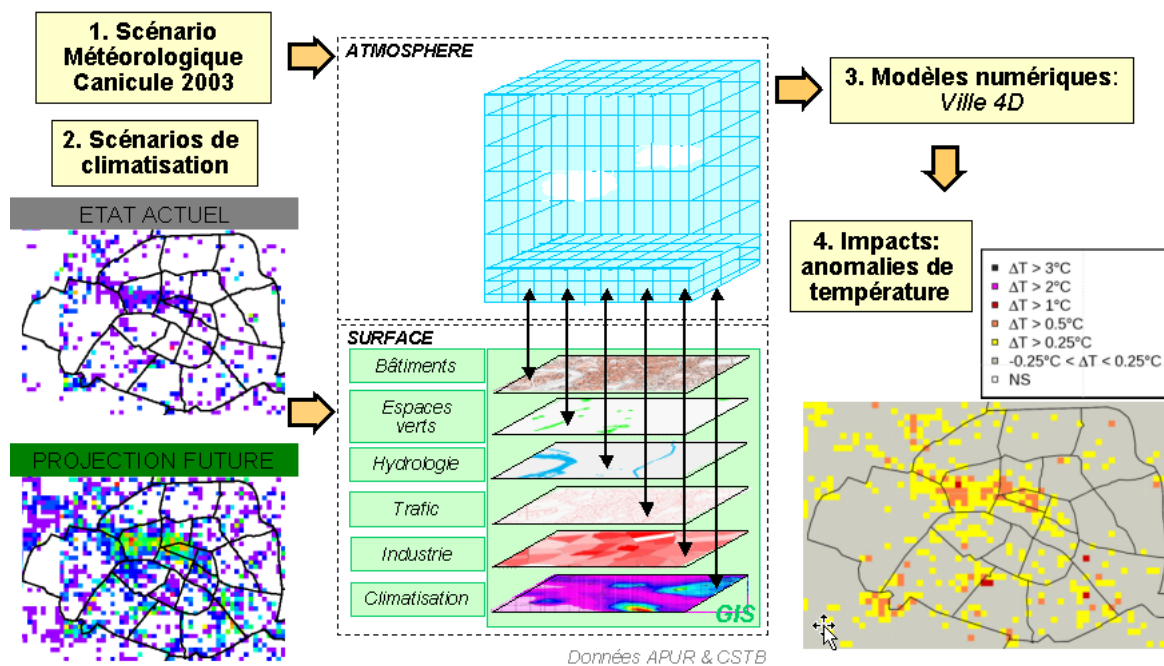 1. Scénario
Météorologique
Canicule 2003
2. Scénarios de
climatisation
ETAT ACTUEL
PROJECTION FUTURE
ATMOSPHERE
SURFACE
Bâtiments
Espaces
verts
Hydrologie
Trafic
Industrie
Climatisation
GIS
Données APUR & CSTB
3. Modèles numériques:
Ville 4D
4. Impacts:
anomalies de
température
ΔT > 3°C
ΔT > 2°C
ΔT > 1°C
ΔT > 0.5°C
ΔT > 0.25°C
-0.25°C < ΔT < 0.25°C
NS